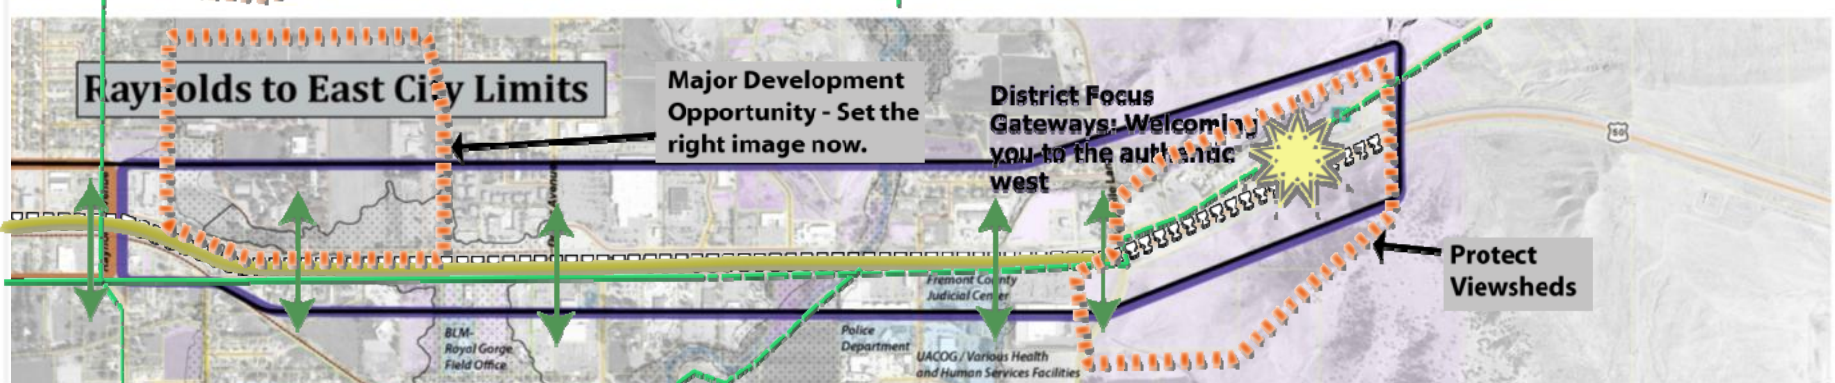 Raynolds to East City Limits
Major Development
Opportunity - Set the
right image now.
District Focus
Gateways: Welcoming
you to the authentic
west
50
Protect
Viewsheds
Avenue
Fremont County
Judicial Center
BLM-
Royal Gorge
Field Office
Police
Department
UACOG / Various Health
and Human Services Facilities